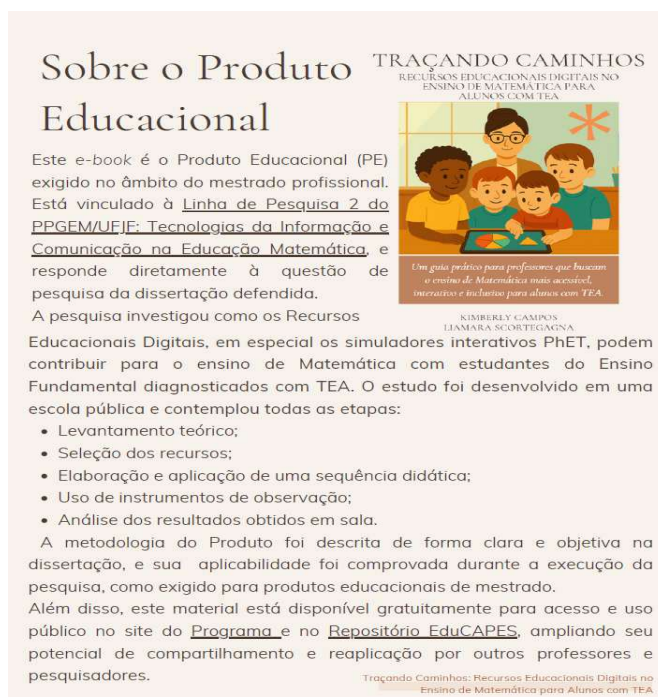 Sobre o Produto
Educacional
TRAÇANDO CAMINHOS
RECURSOS EDUCACIONAIS DIGITAIS NO
ENSINO DE MATEMÁTICA PARA
ALUNOS COM TEA
Um guia prático para professores que buscam
o ensino de Matemática mais acessível,
interativo e inclusivo para alunos com TEA.
KIMBERLY CAMPOS
LIAMARA SCORTEGAGNA
Este e-book é o Produto Educacional (PE)
exigido no âmbito do mestrado profissional.
Está vinculado à Linha de Pesquisa 2 do
PPGEM/UFJF: Tecnologias da Informação e
Comunicação na Educação Matemática, e
responde diretamente à questão de
pesquisa da dissertação defendida.
A pesquisa investigou como os Recursos
Educacionais Digitais, em especial os simuladores interativos PhET, podem
contribuir para o ensino de Matemática com estudantes do Ensino
Fundamental diagnosticados com TEA. O estudo foi desenvolvido em uma
escola pública e contemplou todas as etapas:
• Levantamento teórico;
• Seleção dos recursos;
• Elaboração e aplicação de uma sequência didática;
• Uso de instrumentos de observação;
• Análise dos resultados obtidos em sala.
A metodologia do Produto foi descrita de forma clara e objetiva na
dissertação, e sua aplicabilidade foi comprovada durante a execução da
pesquisa, como exigido para produtos educacionais de mestrado.
Além disso, este material está disponível gratuitamente para acesso e uso
público no site do Programa e no Repositório EduCAPES, ampliando seu
potencial de compartilhamento e reaplicação por outros professores e
pesquisadores.
Traçando Caminhos: Recursos Educacionais Digitais no
Ensino de Matemática para Alunos com TEA